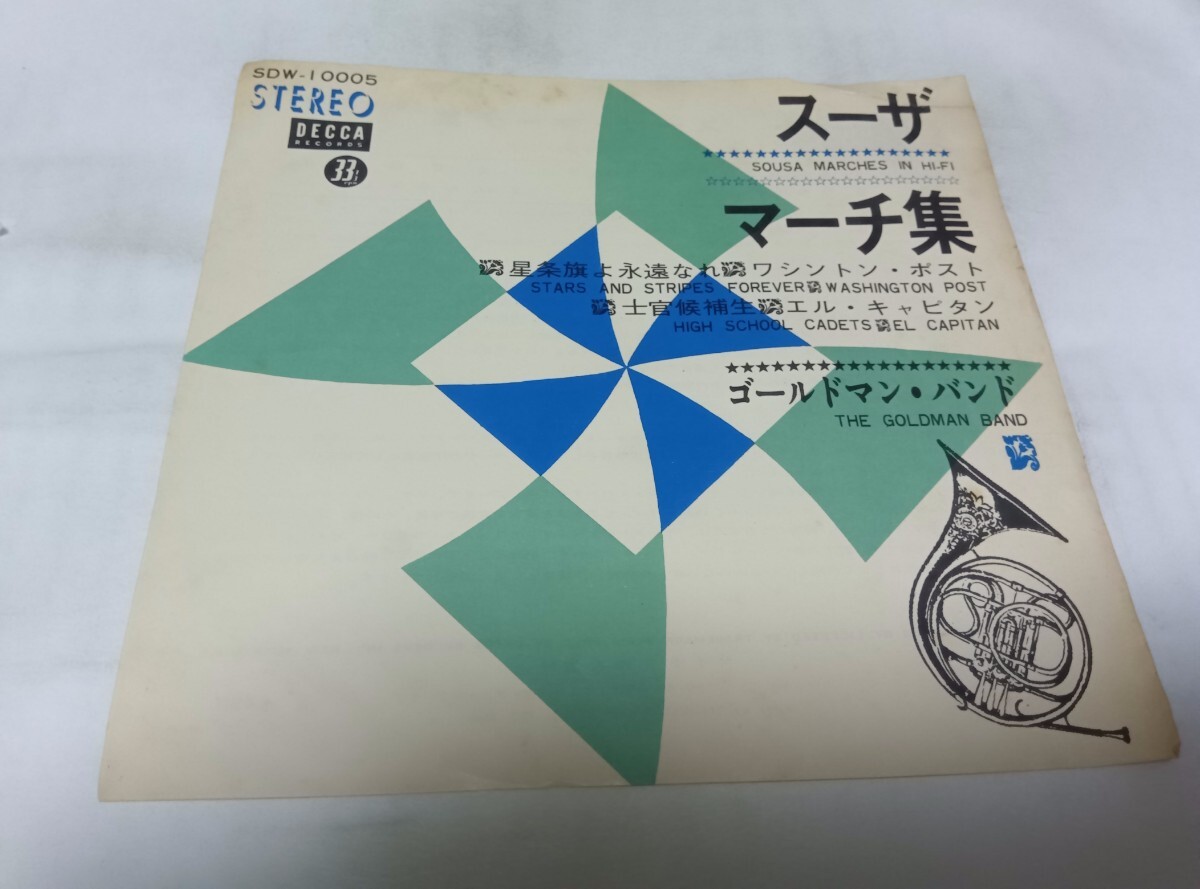 SDW-10005
STEREO
DECCA
RECORDS
33⅓
rpm
スーザ
SOUSA MARCHES IN HI-FI
マーチ集
星条旗よ永遠なれ ワシントン・ポスト
STARS AND STRIPES FOREVER WASHINGTON POST
士官候補生 エル・キャピタン
HIGH SCHOOL CADETS EL CAPITAN
ゴールドマン・バンド
THE GOLDMAN BAND